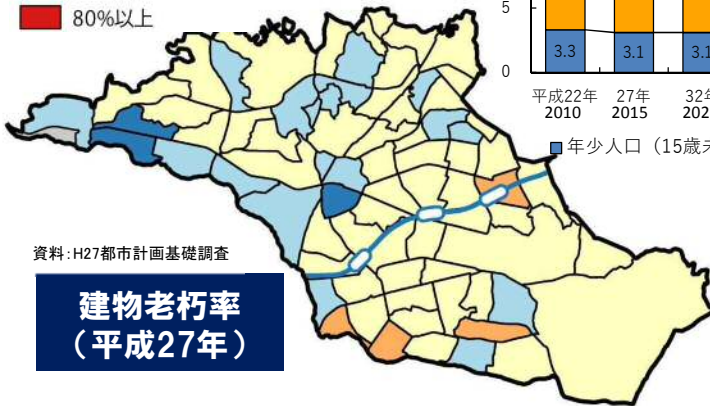 80%以上
5
3.3
3.1
3.1
0
平成22年
27年
32年
2010
2015
202
年少人口（15歳未
資料：H27都市計画基礎調査
建物老朽率
（平成27年）